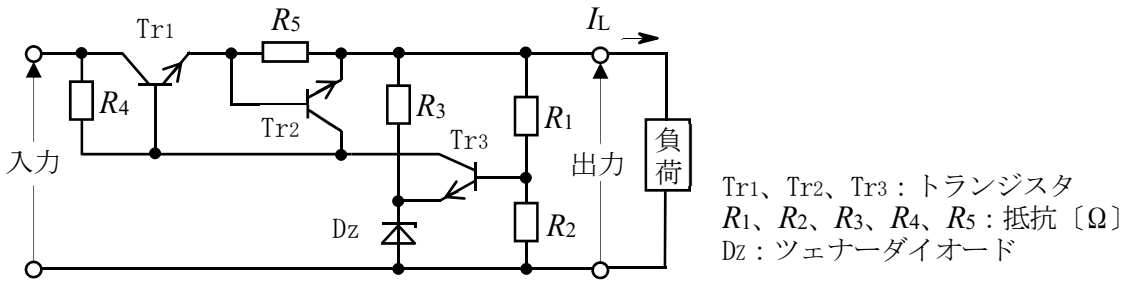 Tr1
R5
IL
R4
R3
R1
Tr2
Tr3
入力
出力
負荷
Dz
R2
Tr1、Tr2、Tr3：トランジスタ
R1、R2、R3、R4、R5：抵抗〔Ω〕
Dz：ツェナーダイオード